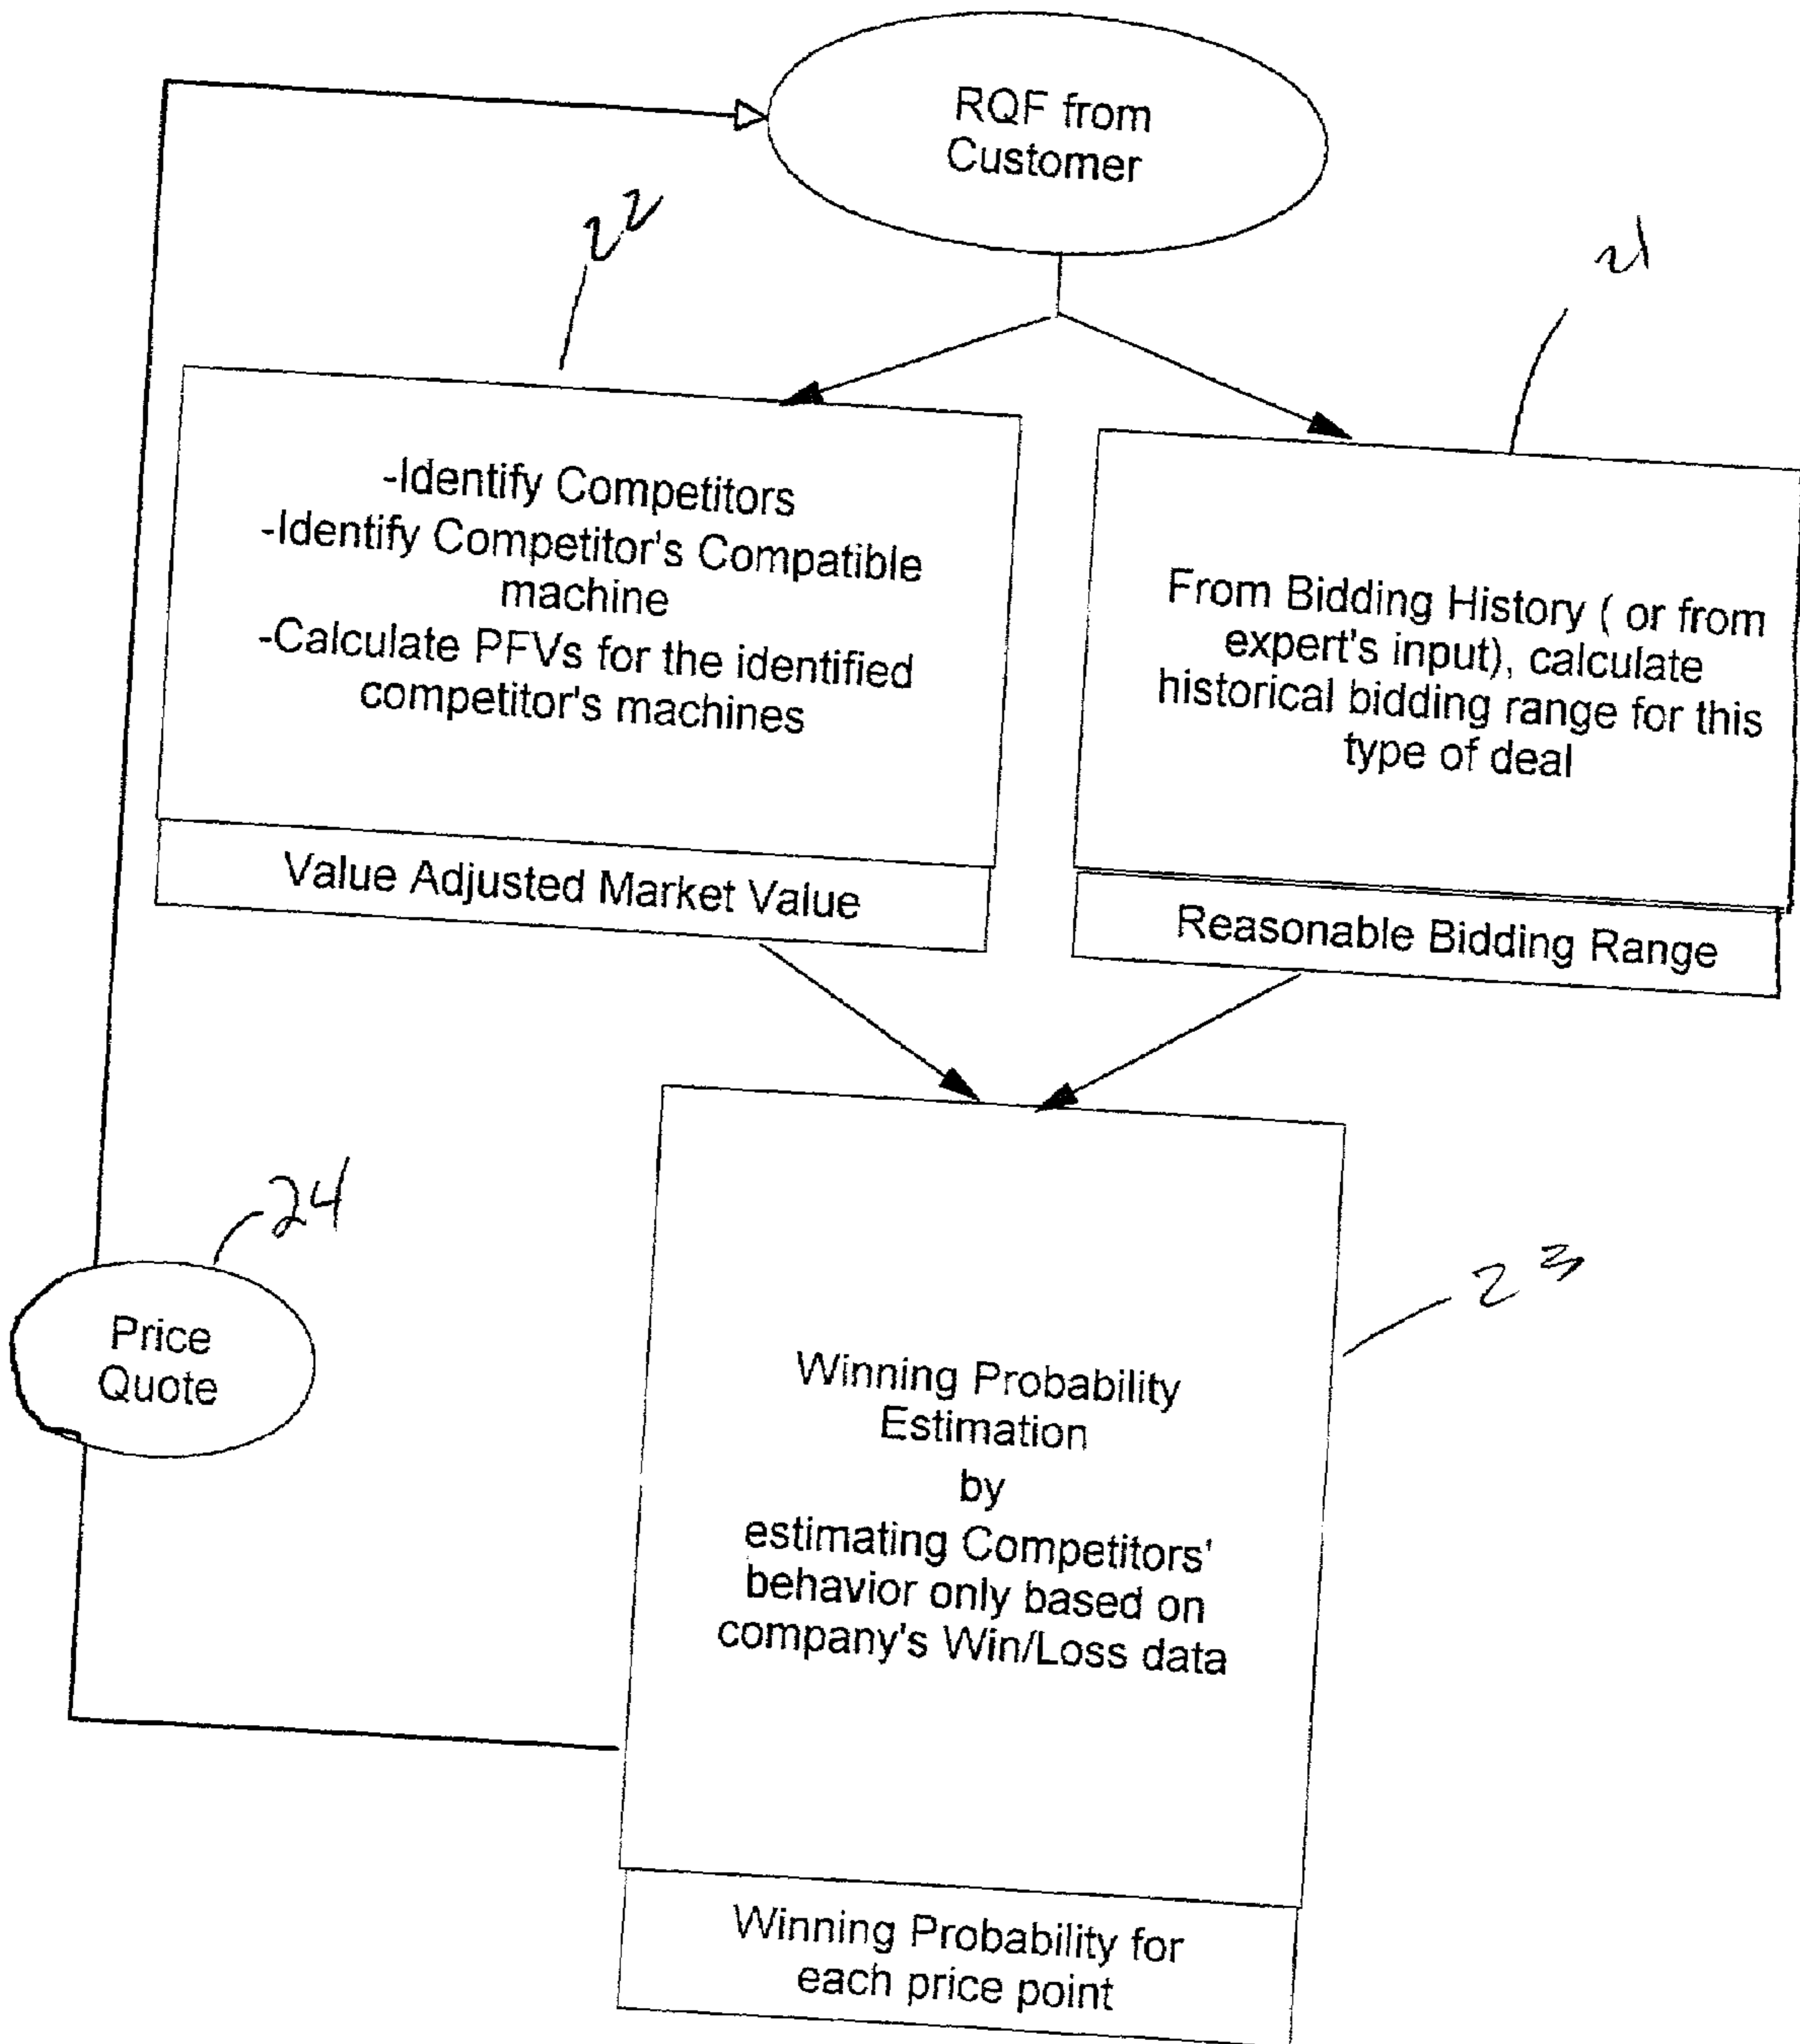 RQF from
Customer
22
21
-Identify Competitors
-Identify Competitor's Compatible
machine
-Calculate PFVs for the identified
competitor's machines
Value Adjusted Market Value
From Bidding History ( or from
expert's input), calculate
historical bidding range for this
type of deal
Reasonable Bidding Range
24
Price
Quote
23
Winning Probability
Estimation
by
estimating Competitors'
behavior only based on
company's Win/Loss data
Winning Probability for
each price point